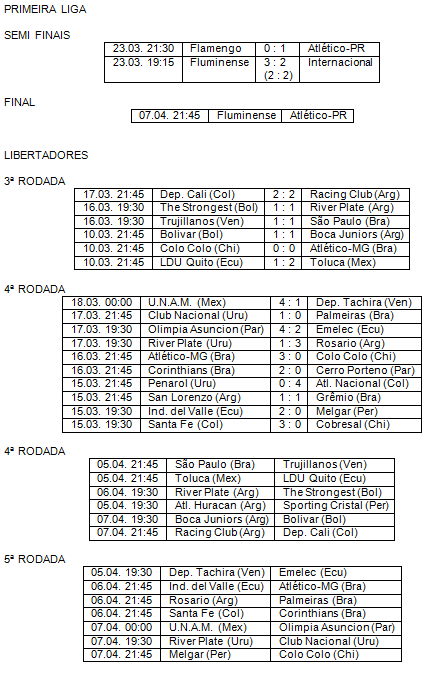 PRIMEIRA LIGA
SEMI FINAIS
23.03. 21:30 Flamengo 0 : 1 Atlético-PR
23.03. 19:15 Fluminense 3 : 2 Internacional
(2 : 2)
FINAL
07.04. 21:45 Fluminense Atlético-PR
LIBERTADORES
3ª RODADA
17.03. 21:45 Dep. Cali (Col) 2 : 2 Racing Club (Arg)
16.03. 19:30 The Strongest (Bol) 1 : 1 River Plate (Arg)
16.03. 19:30 Trujillanos (Ven) 1 : 1 São Paulo (Bra)
10.03. 21:45 Bolivar (Bol) 1 : 1 Boca Juniors (Arg)
10.03. 21:45 Colo Colo (Chi) 0 : 0 Atlético-MG (Bra)
10.03. 21:45 LDU Quito (Ecu) 1 : 2 Toluca (Mex)
4ª RODADA
18.03. 00:00 U.N.A.M. (Mex) 4 : 1 Dep. Tachira (Ven)
17.03. 21:45 Club Nacional (Uru) 1 : 0 Palmeiras (Bra)
17.03. 19:30 Olimpia Asuncion (Par) 4 : 2 Emelec (Ecu)
17.03. 19:30 River Plate (Uru) 1 : 3 Rosario (Arg)
16.03. 21:45 Atlético-MG (Bra) 3 : 0 Colo Colo (Chi)
16.03. 21:45 Corinthians (Bra) 2 : 0 Cerro Porteno (Par)
15.03. 21:45 Penarol (Uru) 0 : 4 Atl. Nacional (Col)
15.03. 21:45 San Lorenzo (Arg) 1 : 1 Grêmio (Bra)
15.03. 19:30 Ind. del Valle (Ecu) 2 : 0 Melgar (Per)
15.03. 19:30 Santa Fe (Col) 3 : 0 Cobresal (Chi)
4ª RODADA
05.04. 21:45 São Paulo (Bra) Trujillanos (Ven)
05.04. 21:45 Toluca (Mex) LDU Quito (Ecu)
06.04. 19:30 River Plate (Arg) The Strongest (Bol)
05.04. 19:30 Atl. Huracan (Arg) Sporting Cristal (Per)
07.04. 19:30 Boca Juniors (Arg) Bolivar (Bol)
07.04. 21:45 Racing Club (Arg) Dep. Cali (Col)
5ª RODADA
05.04. 19:30 Dep. Tachira (Ven) Emelec (Ecu)
06.04. 21:45 Ind. del Valle (Ecu) Atlético-MG (Bra)
06.04. 21:45 Rosario (Arg) Palmeiras (Bra)
06.04. 21:45 Santa Fe (Col) Corinthians (Bra)
07.04. 00:00 U.N.A.M. (Mex) Olimpia Asuncion (Par)
07.04. 19:30 River Plate (Uru) Club Nacional (Uru)
07.04. 21:45 Melgar (Per) Colo Colo (Chi)